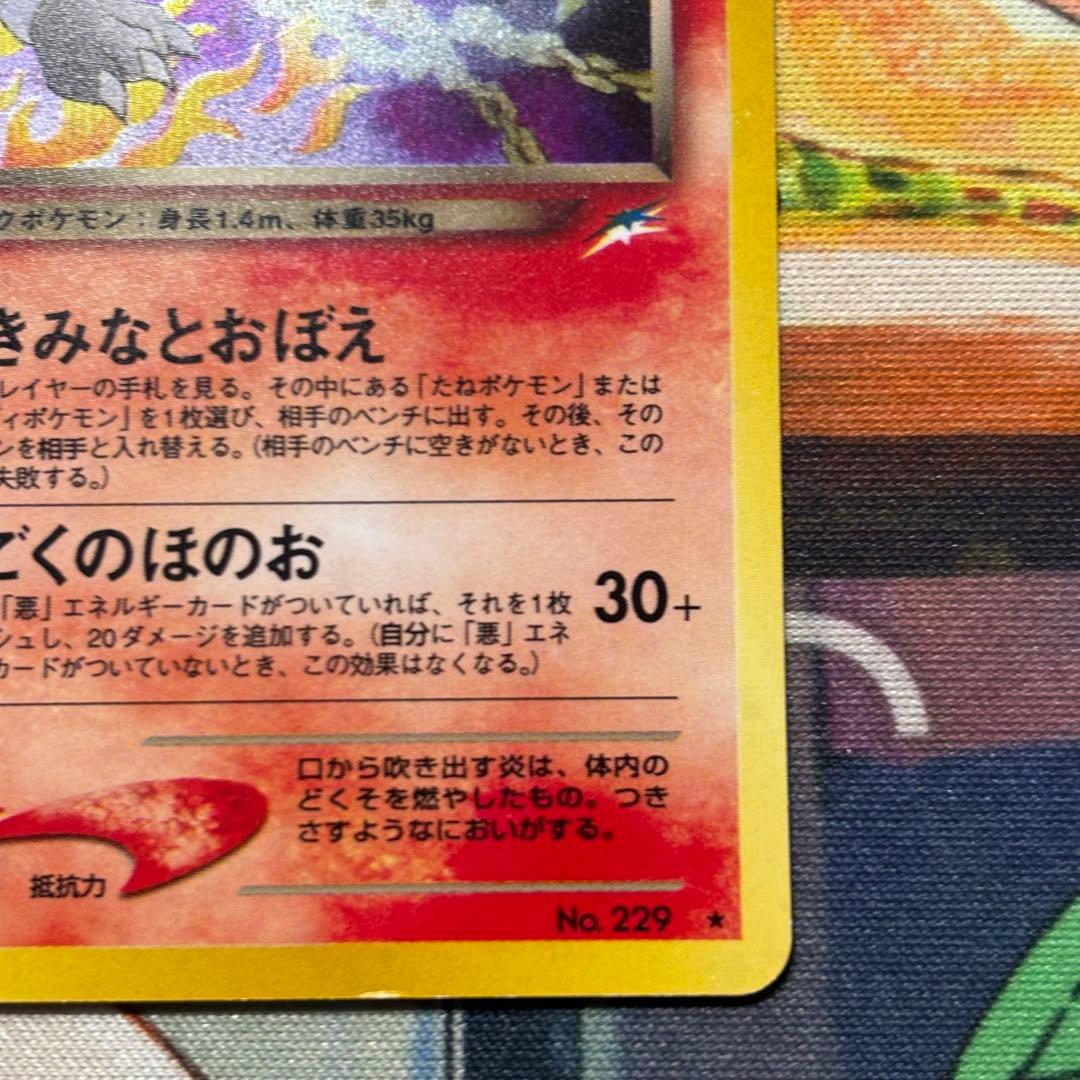 クポケモン：身長1.4m、体重35kg
きみなとおぼえ
レイヤーの手札を見る。その中にある「たねポケモン」または
ィポケモン」を1枚選び、相手のベンチに出す。その後、その
ンを相手と入れ替える。（相手のベンチに空きがないとき、この
失敗する。）
ごくのほのお
30+
「悪」エネルギーカードがついていれば、それを1枚
シュし、20ダメージを追加する。（自分に「悪」エネ
カードがついていないとき、この効果はなくなる。）
口から吹き出す炎は、体内の
どくそを燃やしたもの。つき
さすようなにおいがする。
抵抗力
No. 229 ★